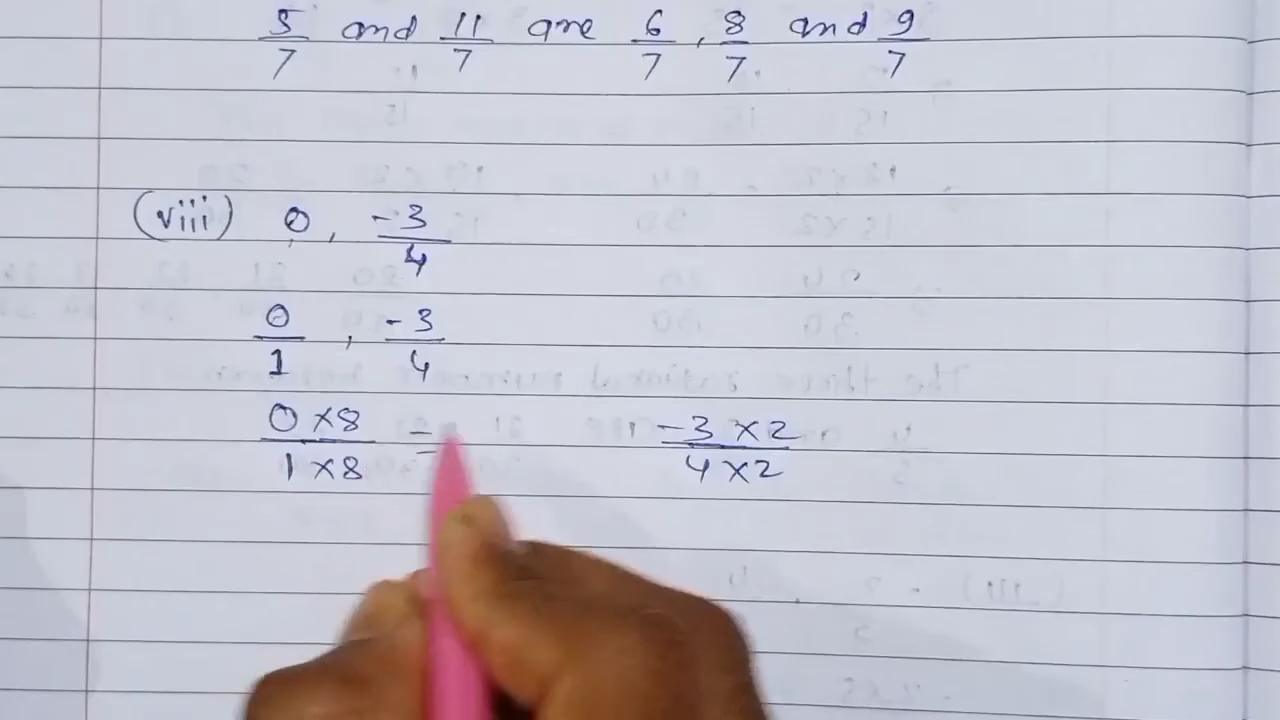 5/7 and 11/7 are 6/7, 8/7 and 9/7
(viii) 0, -3/4
0/1, -3/4
0×8/1×8 = -3×2/4×2